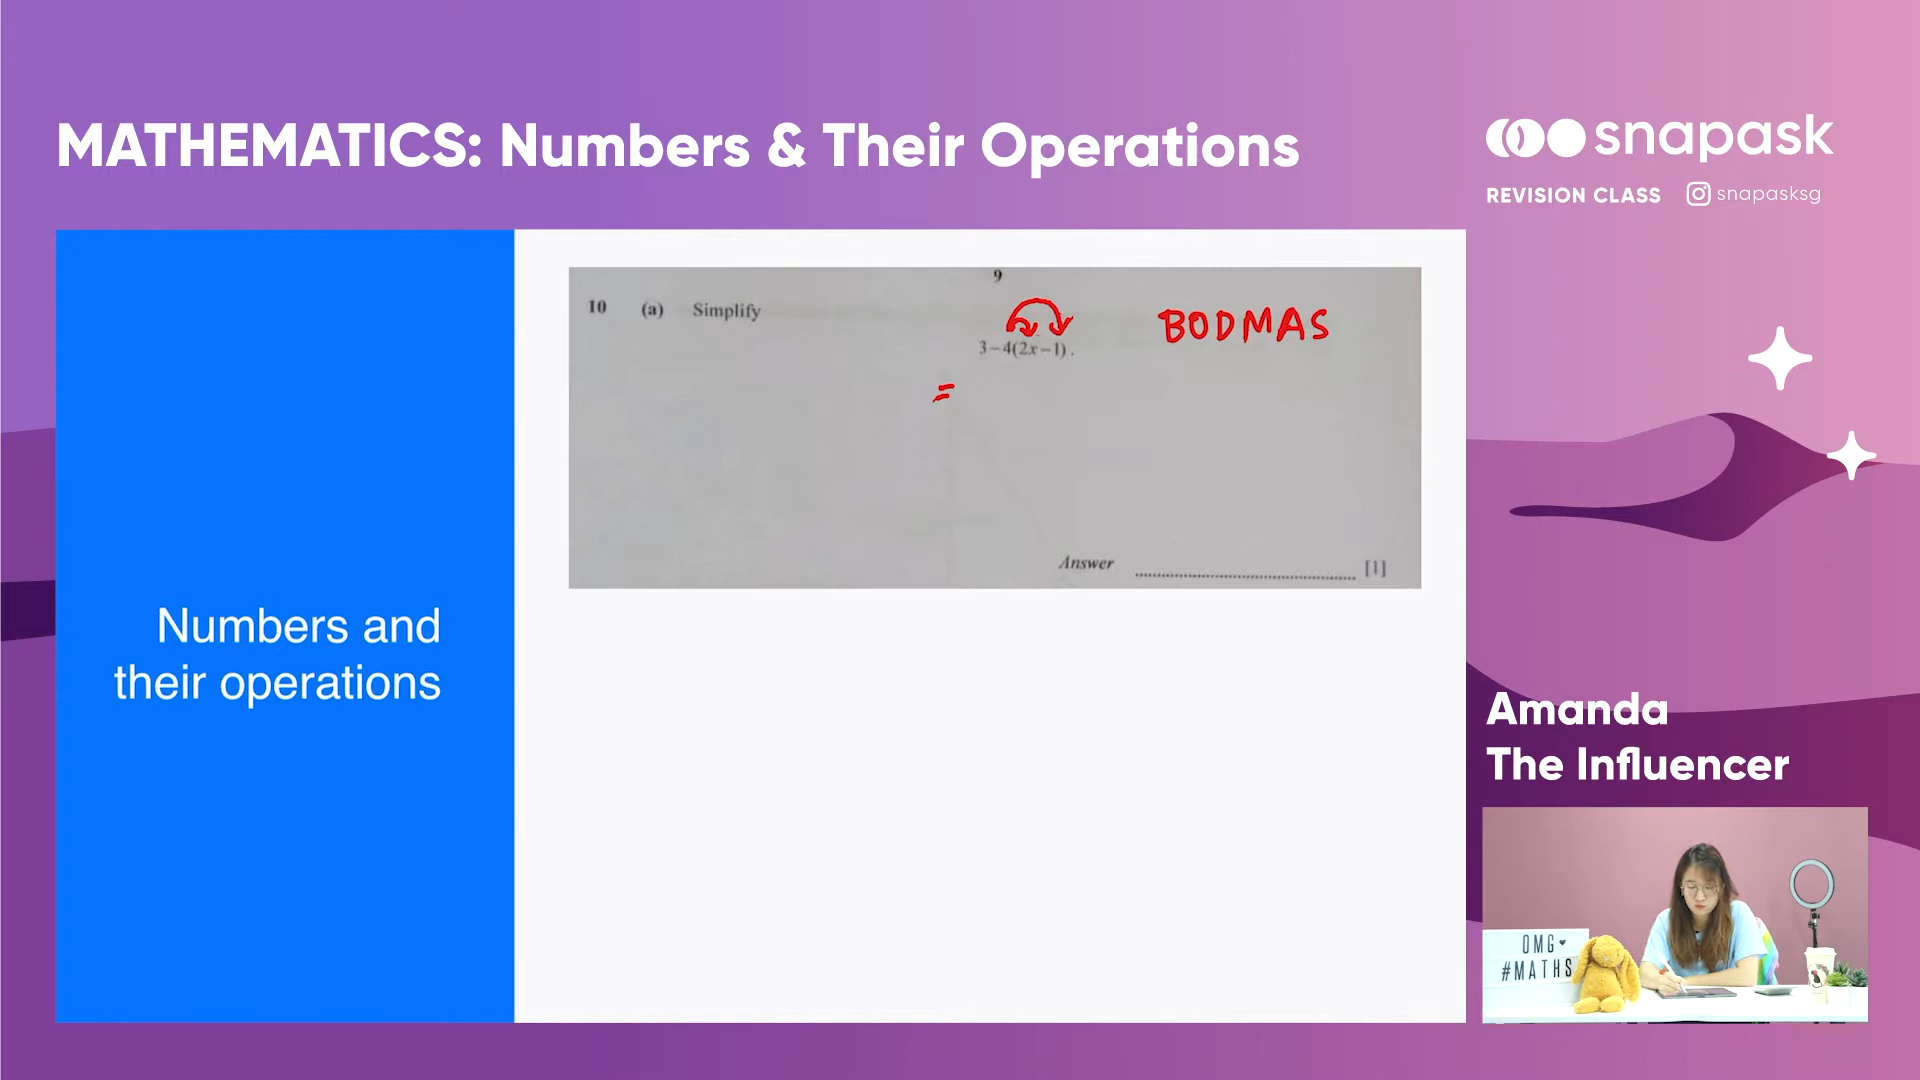 MATHEMATICS: Numbers & Their Operations
snapask
REVISION CLASS snapasksg
9
10 (a) Simplify
BODMAS
3 – 4(2x – 1) .
=
Answer ........................................ [1]
Numbers and
their operations
Amanda
The Influencer
OMG♥
#MATHS